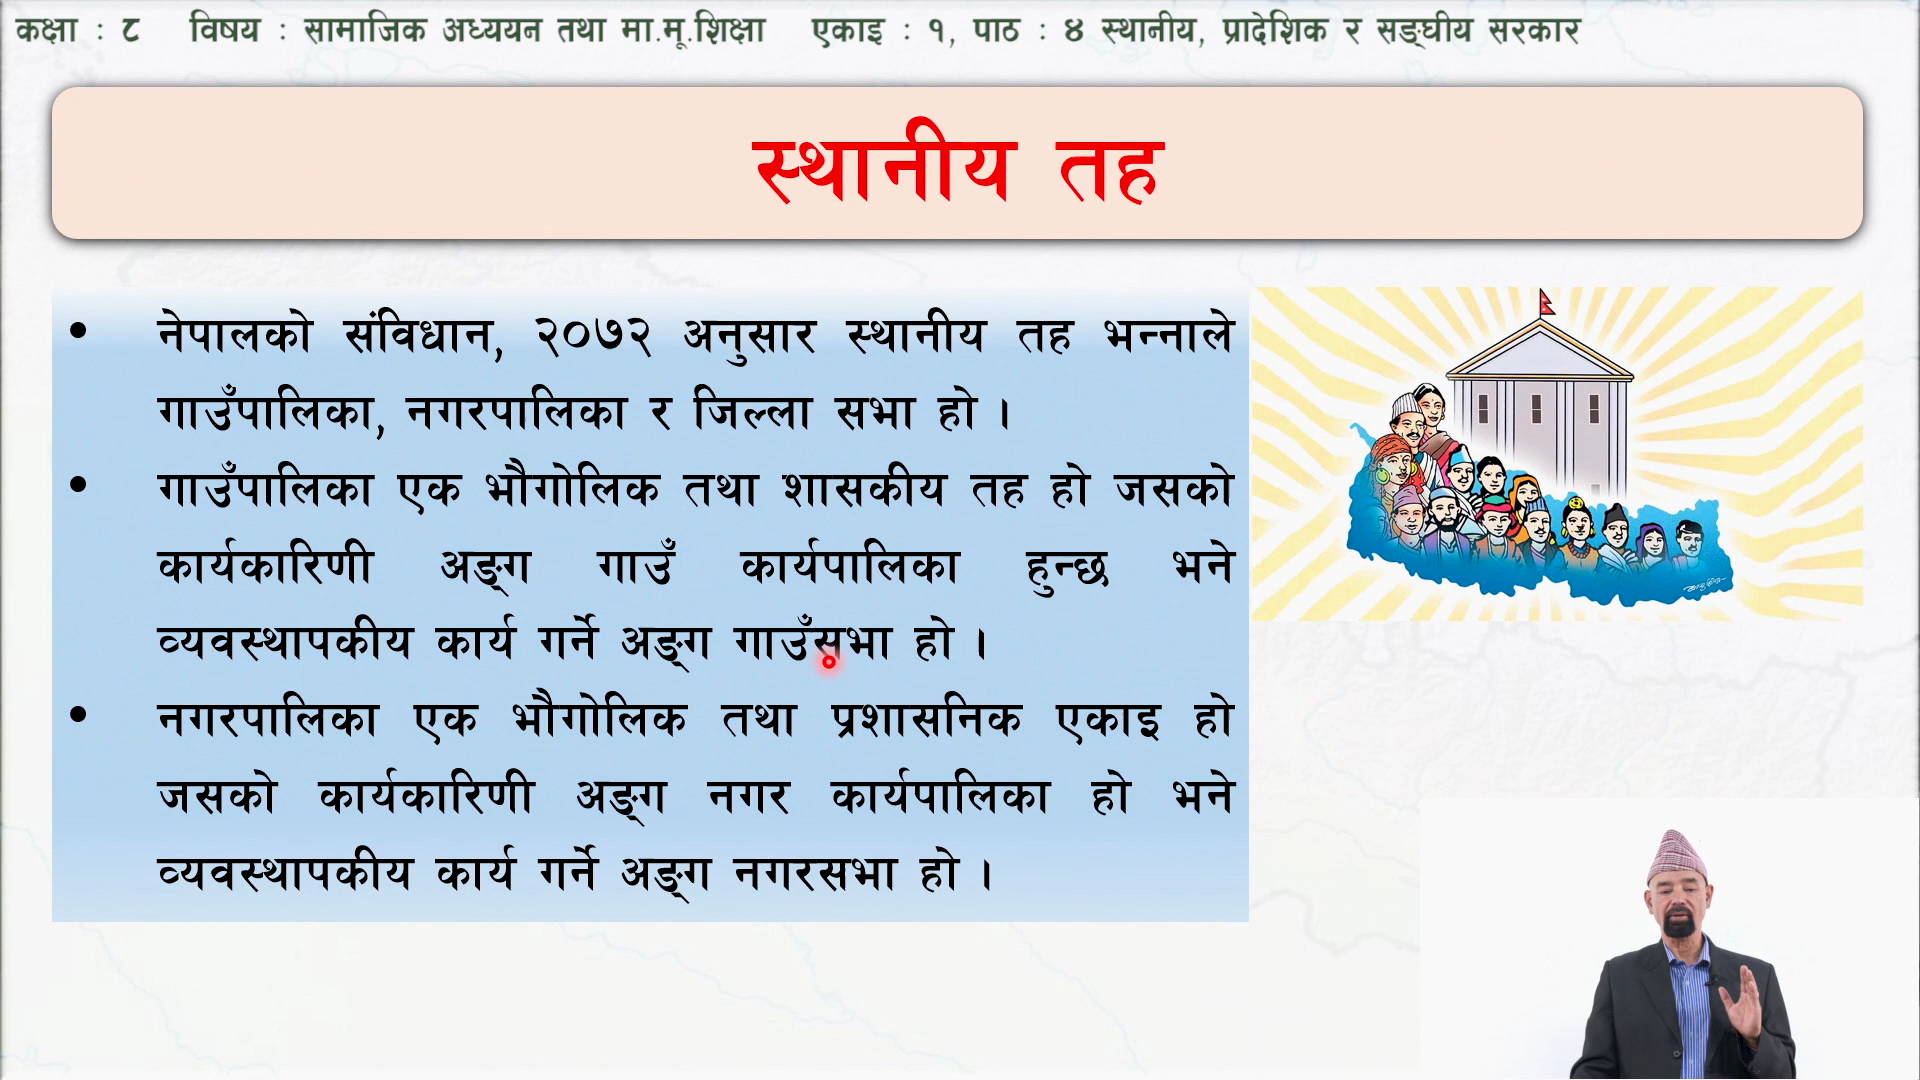 कक्षा : ८ विषय : सामाजिक अध्ययन तथा मा.मू.शिक्षा एकाइ : १, पाठ : ४ स्थानीय, प्रादेशिक र सङ्घीय सरकार
स्थानीय तह
• नेपालको संविधान, २०७२ अनुसार स्थानीय तह भन्नाले
गाउँपालिका, नगरपालिका र जिल्ला सभा हो ।
• गाउँपालिका एक भौगोलिक तथा शासकीय तह हो जसको
कार्यकारिणी अङ्ग गाउँ कार्यपालिका हुन्छ भने
व्यवस्थापकीय कार्य गर्ने अङ्ग गाउँसभा हो ।
• नगरपालिका एक भौगोलिक तथा प्रशासनिक एकाइ हो
जसको कार्यकारिणी अङ्ग नगर कार्यपालिका हो भने
व्यवस्थापकीय कार्य गर्ने अङ्ग नगरसभा हो ।